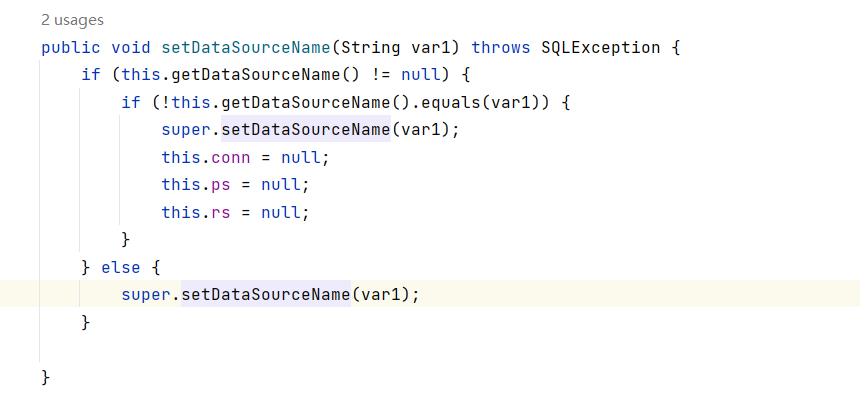 2 usages
public void setDataSourceName(String var1) throws SQLException {
    if (this.getDataSourceName() != null) {
        if (!this.getDataSourceName().equals(var1)) {
            super.setDataSourceName(var1);
            this.conn = null;
            this.ps = null;
            this.rs = null;
        }
    } else {
        super.setDataSourceName(var1);
    }

}